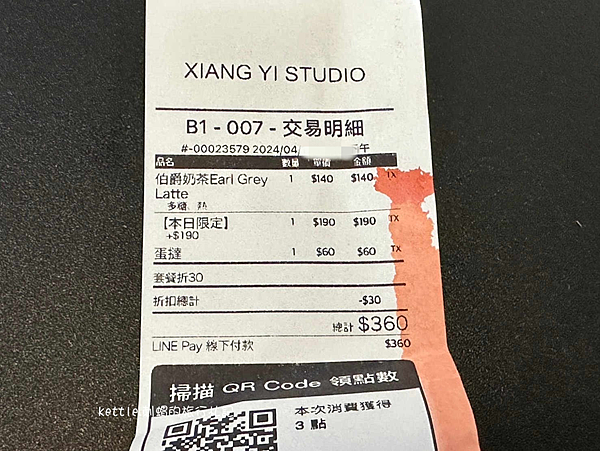 XIANG YI STUDIO
B1 - 007 - 交易明細
#-00023579 2024/04/ 午
品名 數量 單價 金額
伯爵奶茶Earl Grey 1 $140 $140 TX
Latte
多糖、熱
【本日限定】 1 $190 $190 TX
+$190
蛋撻 1 $60 $60 TX
套餐折30
折扣總計 -$30
總計 $360
LINE Pay 線下付款 $360
掃描 QR Code 領點數
本次消費獲得
3 點
kettle